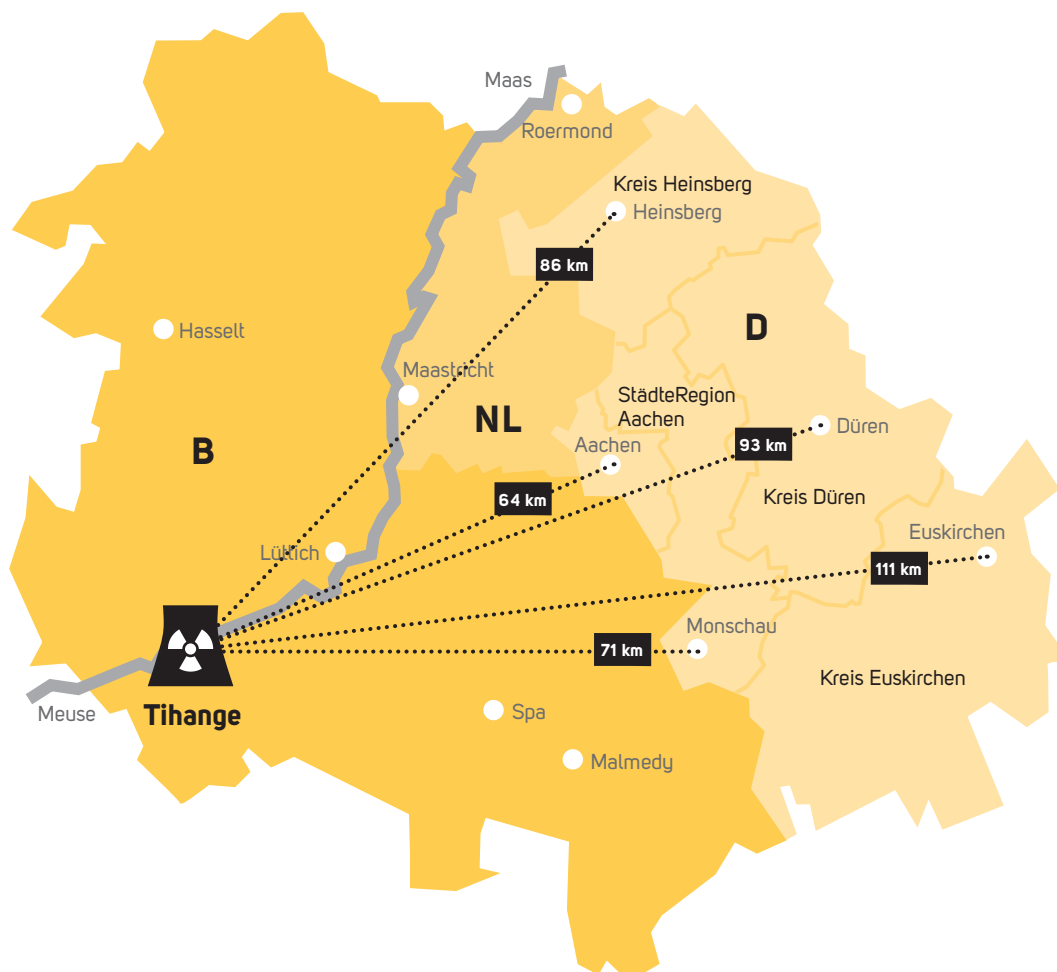 Maas
Roermond
Kreis Heinsberg
Heinsberg
86 km
D
Hasselt
Maastricht
StädteRegion
Aachen
NL
B
Aachen
93 km
Düren
64 km
Kreis Düren
Euskirchen
Lüttich
111 km
Monschau
71 km
Kreis Euskirchen
Meuse
Tihange
Spa
Malmedy